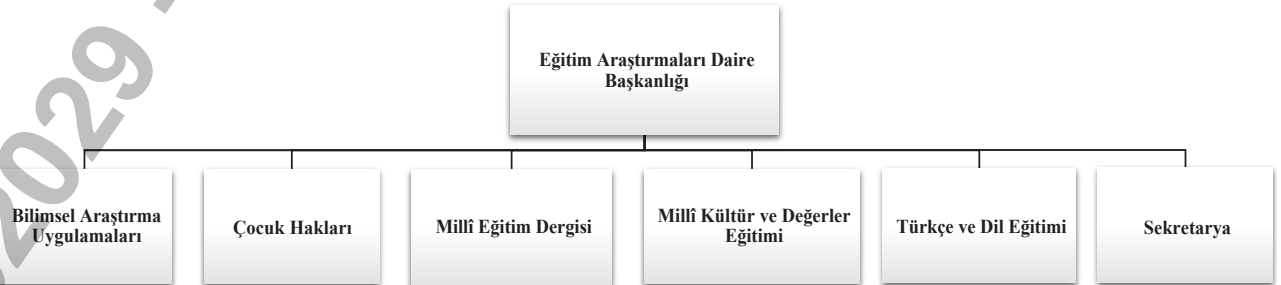 Eğitim Araştırmaları Daire
Başkanlığı
Bilimsel Araştırma
Uygulamaları
Çocuk Hakları
Millî Eğitim Dergisi
Millî Kültür ve Değerler
Eğitimi
Türkçe ve Dil Eğitimi
Sekretarya
2029